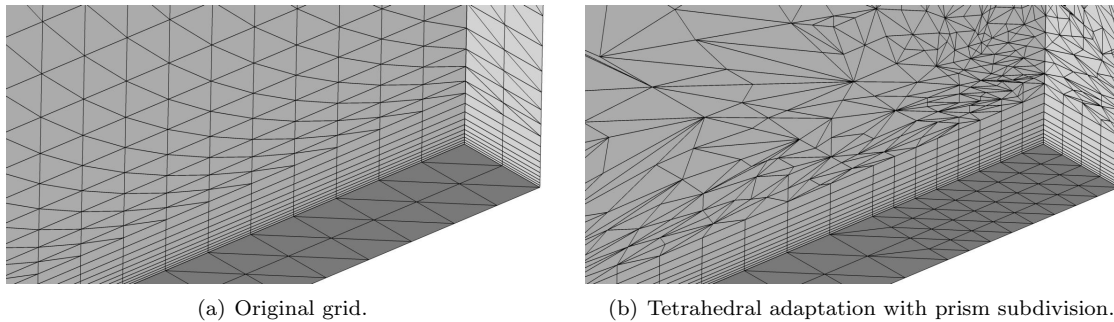 (a) Original grid.
(b) Tetrahedral adaptation with prism subdivision.